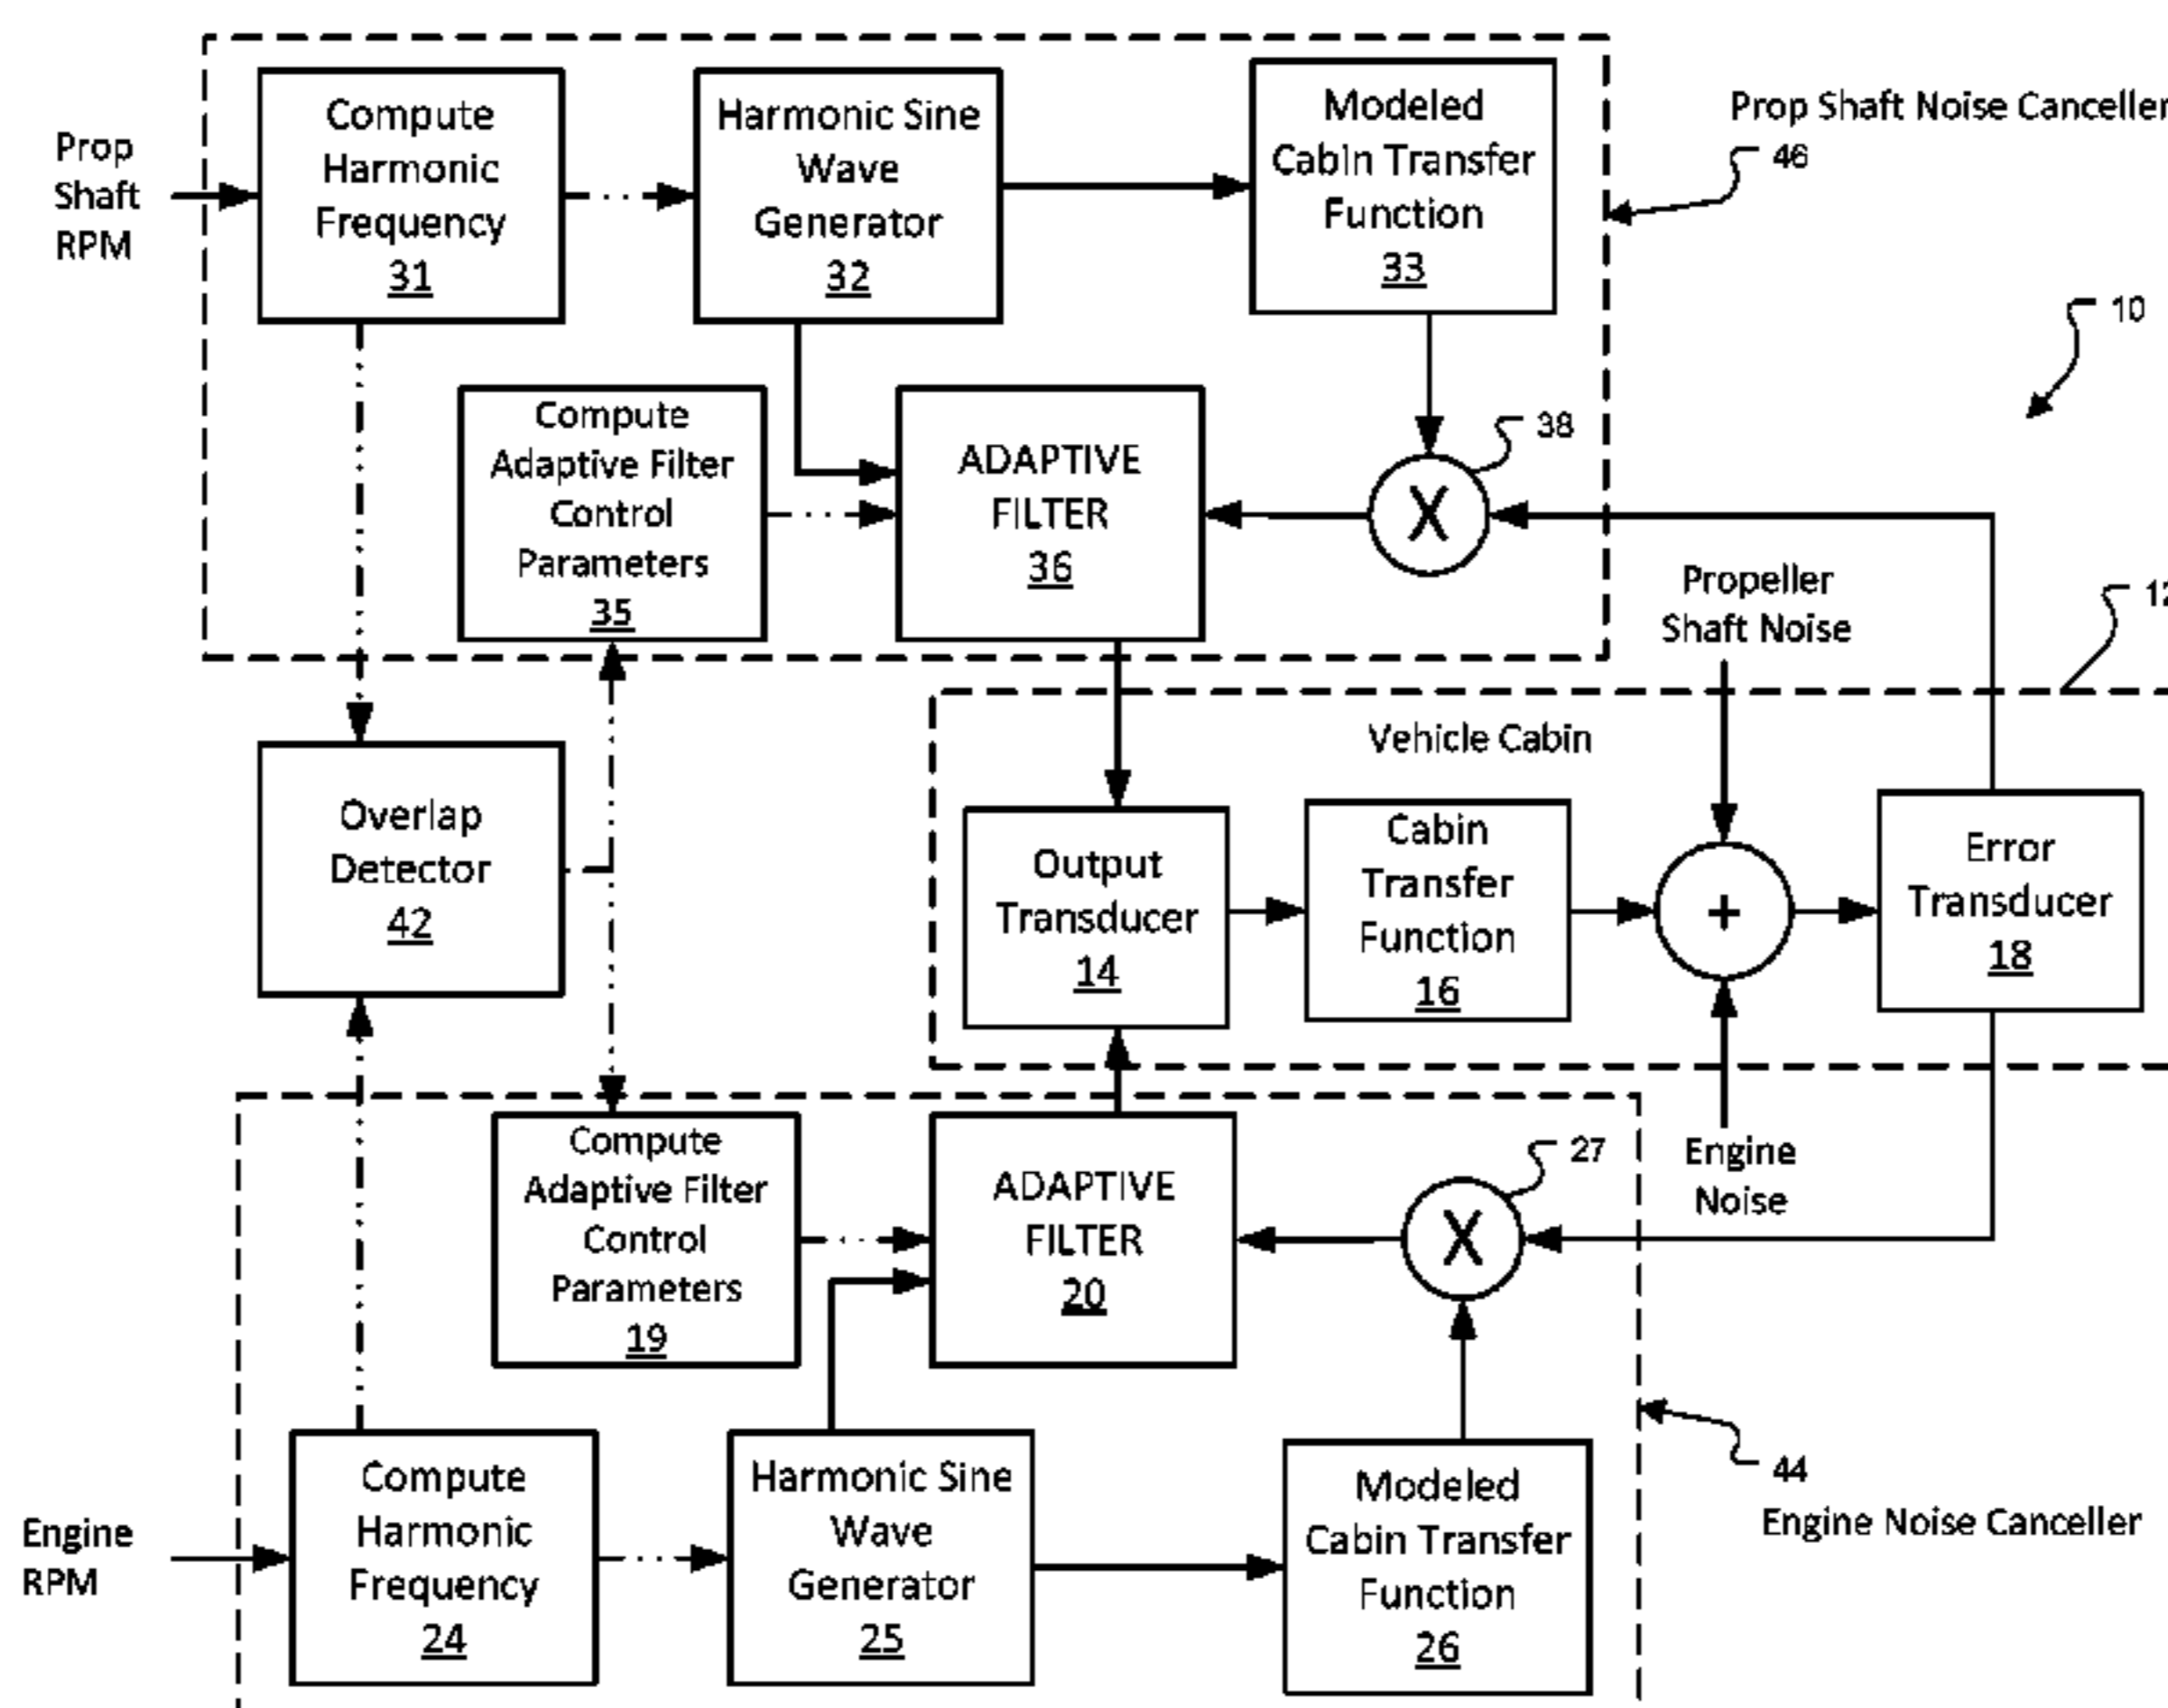 Prop
Shaft
RPM
Compute
Harmonic
Frequency
31
Harmonic Sine
Wave
Generator
32
Modeled
Cabin Transfer
Function
33
Prop Shaft Noise Canceller
46
10
Compute
Adaptive Filter
Control
Parameters
35
ADAPTIVE
FILTER
36
X
38
Propeller
Shaft Noise
12
Vehicle Cabin
Overlap
Detector
42
Output
Transducer
14
Cabin
Transfer
Function
16
+
Error
Transducer
18
Engine
Noise
Compute
Adaptive Filter
Control
Parameters
19
ADAPTIVE
FILTER
20
X
27
Engine
RPM
Compute
Harmonic
Frequency
24
Harmonic Sine
Wave
Generator
25
Modeled
Cabin Transfer
Function
26
44
Engine Noise Canceller